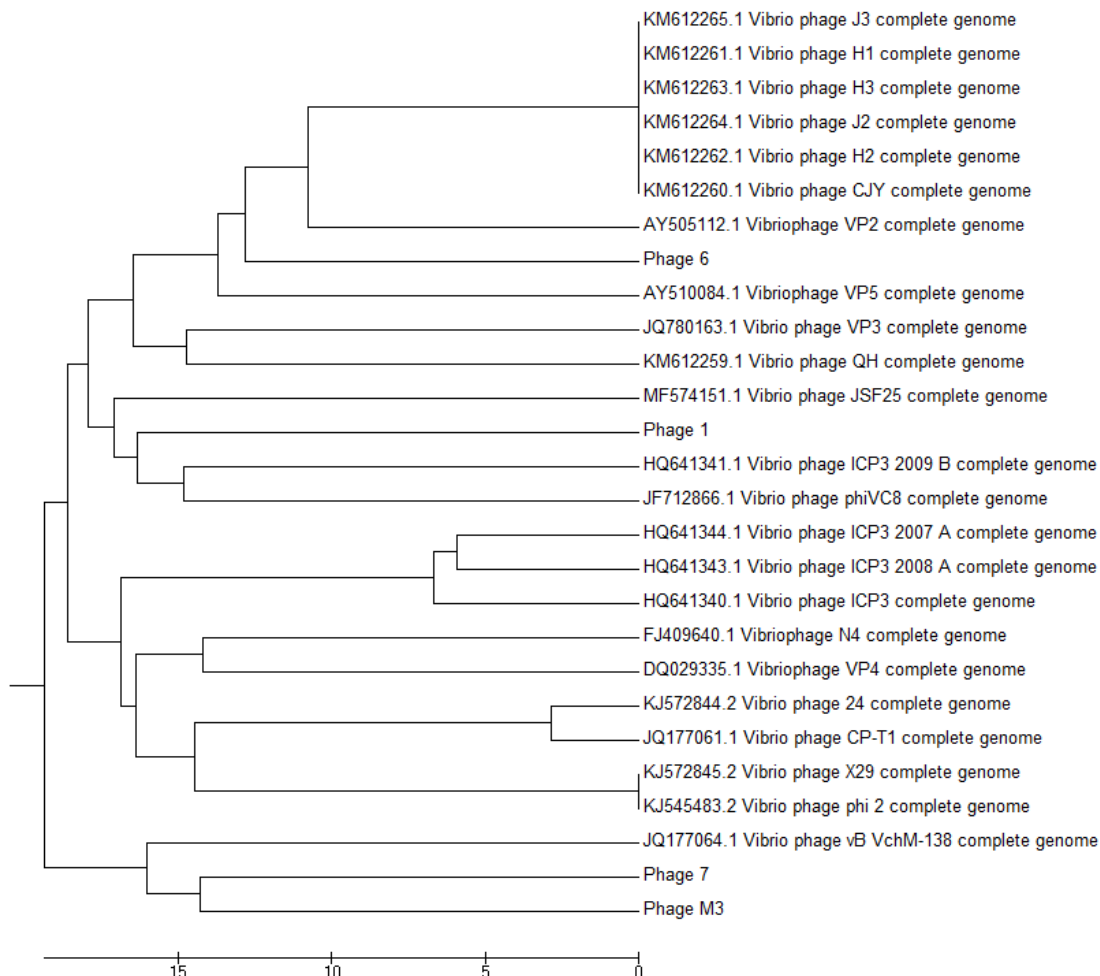 KM612265.1 Vibrio phage J3 complete genome
KM612261.1 Vibrio phage H1 complete genome
KM612263.1 Vibrio phage H3 complete genome
KM612264.1 Vibrio phage J2 complete genome
KM612262.1 Vibrio phage H2 complete genome
KM612260.1 Vibrio phage CJY complete genome
AY505112.1 Vibriophage VP2 complete genome
Phage 6
AY510084.1 Vibriophage VP5 complete genome
JQ780163.1 Vibrio phage VP3 complete genome
KM612259.1 Vibrio phage QH complete genome
MF574151.1 Vibrio phage JSF25 complete genome
Phage 1
HQ641341.1 Vibrio phage ICP3 2009 B complete genome
JF712866.1 Vibrio phage phiVC8 complete genome
HQ641344.1 Vibrio phage ICP3 2007 A complete genome
HQ641343.1 Vibrio phage ICP3 2008 A complete genome
HQ641340.1 Vibrio phage ICP3 complete genome
FJ409640.1 Vibriophage N4 complete genome
DQ029335.1 Vibriophage VP4 complete genome
KJ572844.2 Vibrio phage 24 complete genome
JQ177061.1 Vibrio phage CP-T1 complete genome
KJ572845.2 Vibrio phage X29 complete genome
KJ545483.2 Vibrio phage phi 2 complete genome
JQ177064.1 Vibrio phage vB VchM-138 complete genome
Phage 7
Phage M3
15 10 5 0